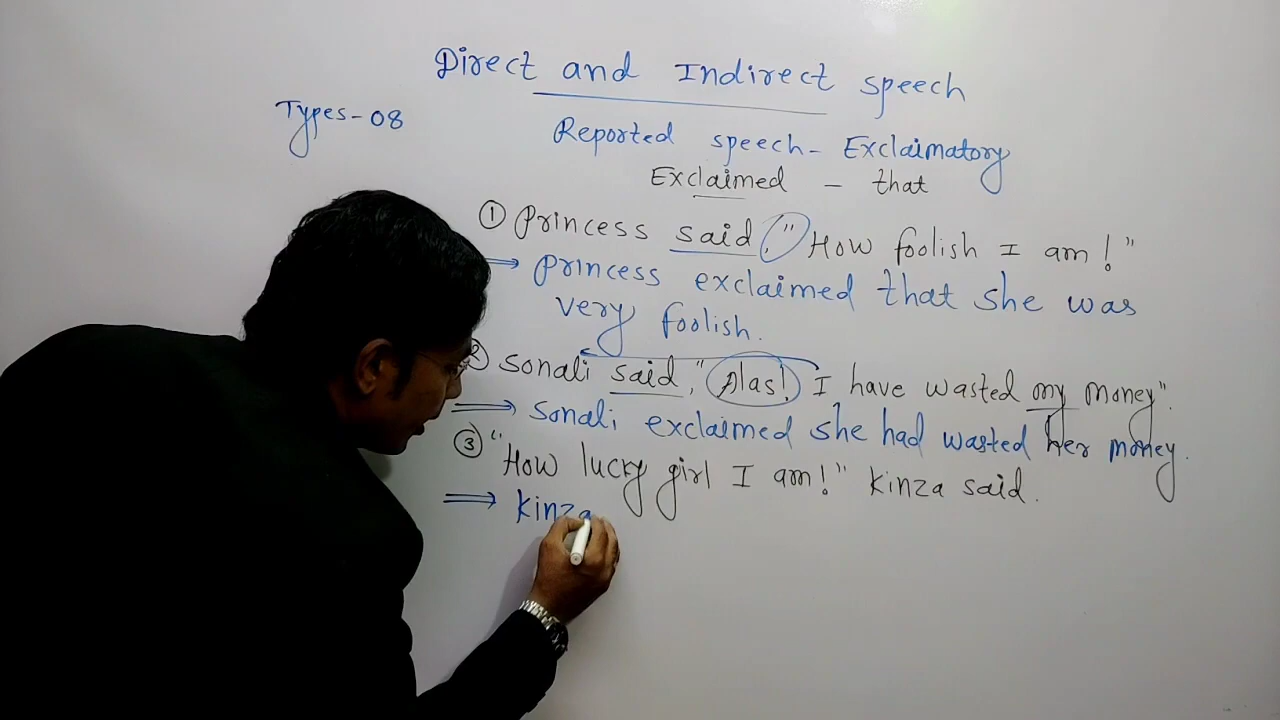 Direct and Indirect speech
Types-08
Reported speech - Exclaimatory
Exclaimed - that
① Princess said, "How foolish I am!"
⇒ Princess exclaimed that she was
very foolish.
② Sonali said, "Alas! I have wasted my money".
⇒ Sonali exclaimed she had wasted her money.
③ "How lucky girl I am!" Kinza said.
⇒ Kinza